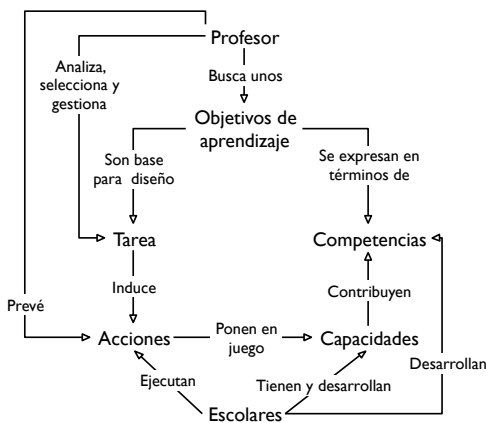 Profesor
Analiza,
selecciona y
gestiona
Busca unos
Objetivos de
aprendizaje
Son base
para diseño
Se expresan en
términos de
Tarea
Competencias
Induce
Contribuyen
Prevé
Acciones
Ponen en
juego
Capacidades
Desarrollan
Ejecutan
Tienen y desarrollan
Escolares